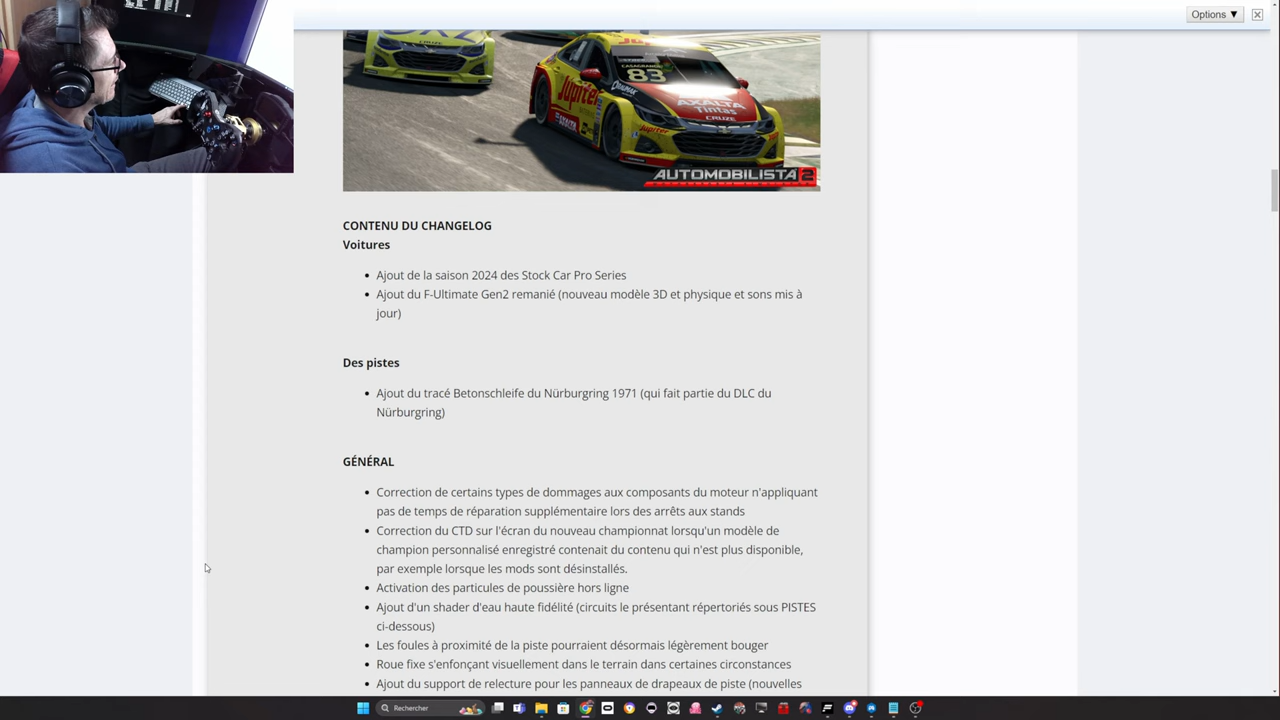 Options ▼
CRUZE
CASAGRANDE
83
Jupiter
AXALTA
Tintas
CRUZE
AUTOMOBILISTA 2
CONTENU DU CHANGELOG
Voitures
• Ajout de la saison 2024 des Stock Car Pro Series
• Ajout du F-Ultimate Gen2 remanié (nouveau modèle 3D et physique et sons mis à
jour)
Des pistes
• Ajout du tracé Betonschleife du Nürburgring 1971 (qui fait partie du DLC du
Nürburgring)
GÉNÉRAL
• Correction de certains types de dommages aux composants du moteur n'appliquant
pas de temps de réparation supplémentaire lors des arrêts aux stands
• Correction du CTD sur l'écran du nouveau championnat lorsqu'un modèle de
champion personnalisé enregistré contenait du contenu qui n'est plus disponible,
par exemple lorsque les mods sont désinstallés.
• Activation des particules de poussière hors ligne
• Ajout d'un shader d'eau haute fidélité (circuits le présentant répertoriés sous PISTES
ci-dessous)
• Les foules à proximité de la piste pourraient désormais légèrement bouger
• Roue fixe s'enfonçant visuellement dans le terrain dans certaines circonstances
• Ajout du support de relecture pour les panneaux de drapeaux de piste (nouvelles
Rechercher